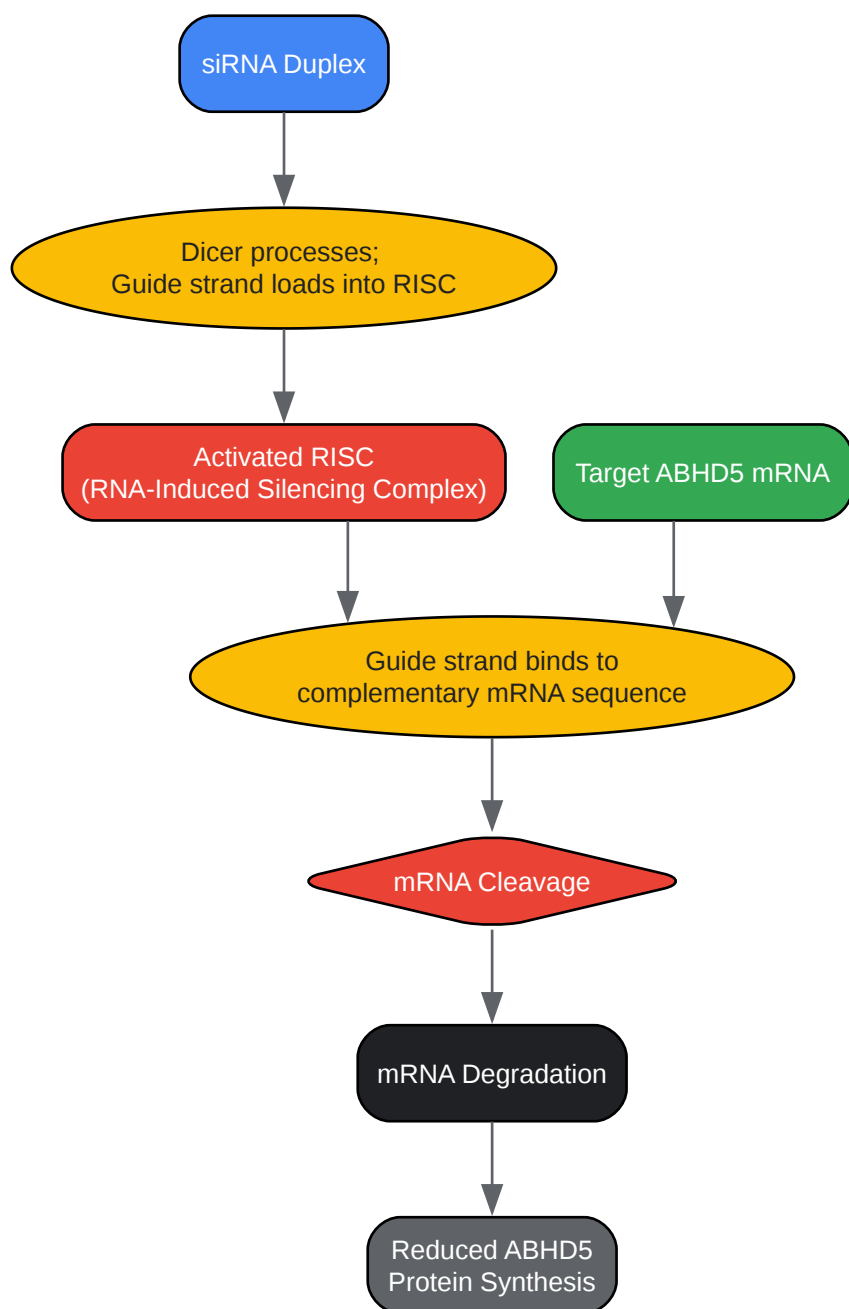 siRNA Duplex
Dicer processes;
Guide strand loads into RISC
Activated RISC
(RNA-Induced Silencing Complex)
Target ABHD5 mRNA
Guide strand binds to
complementary mRNA sequence
mRNA Cleavage
mRNA Degradation
Reduced ABHD5
Protein Synthesis